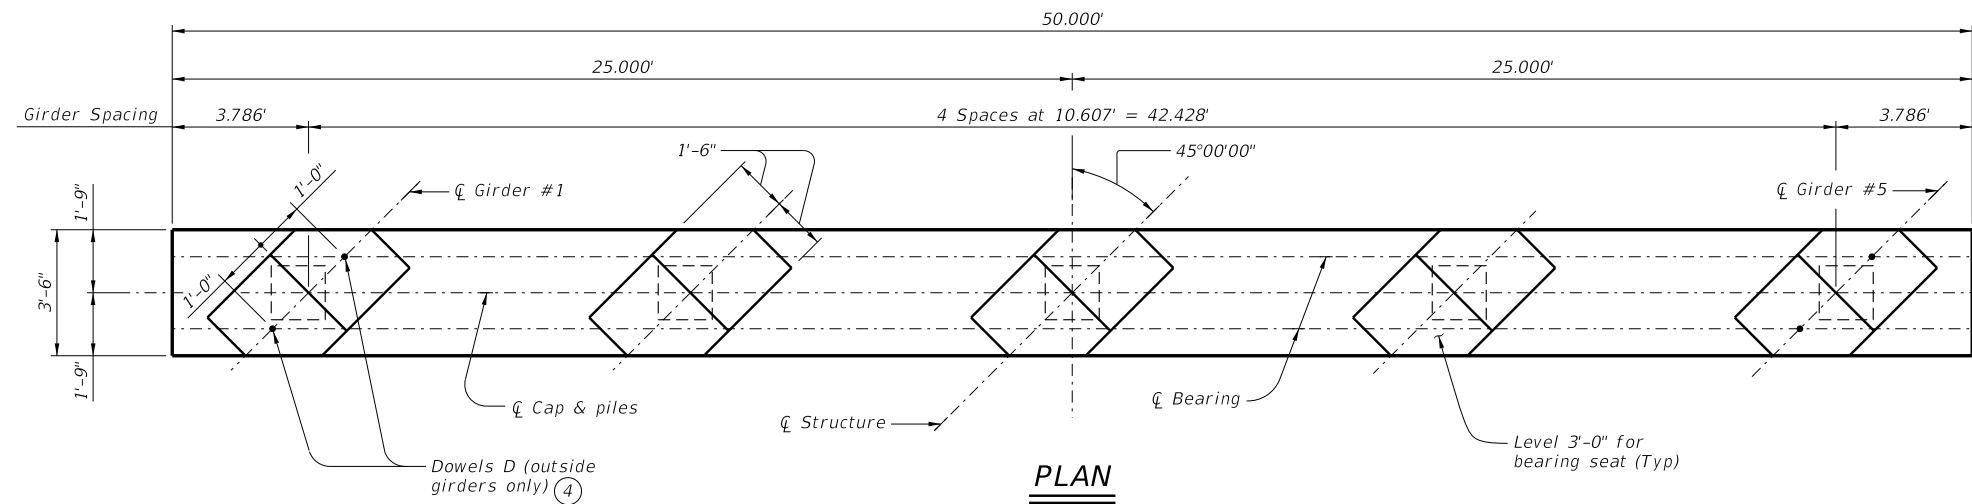 50.000'
25.000'
25.000'
Girder Spacing
3.786'
4 Spaces at 10.607' = 42.428'
3.786'
1'-6"
45°00'00"
1'-0"
℄ Girder #1
℄ Girder #5
1'-9"
1'-0"
3'-6"
1'-9"
℄ Cap & piles
℄ Structure
℄ Bearing
Level 3'-0" for
bearing seat (Typ)
Dowels D (outside
girders only) 4
PLAN